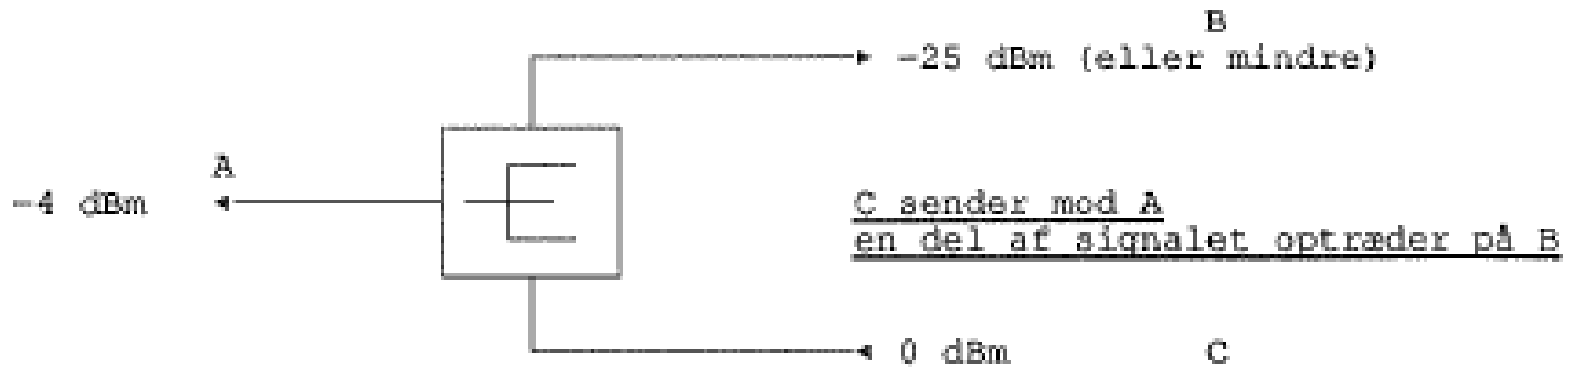 B
-25 dBm (eller mindre)
A
-4 dBm
C sender mod A
en del af signalet optræder på B
0 dBm
C